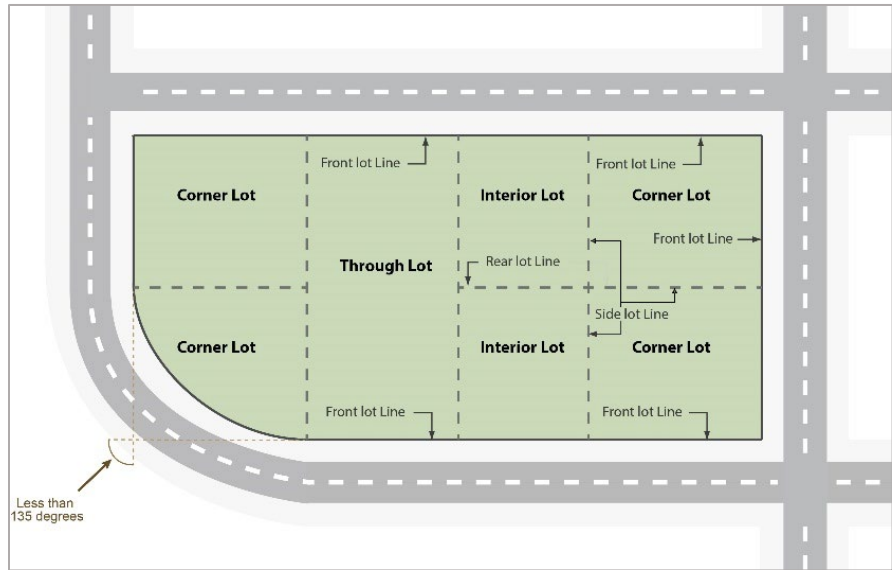 Front lot Line
Front lot Line
Corner Lot
Interior Lot
Corner Lot
Front lot Line
Through Lot
Rear lot Line
Side lot Line
Corner Lot
Interior Lot
Corner Lot
Front lot Line
Front lot Line
Less than
135 degrees